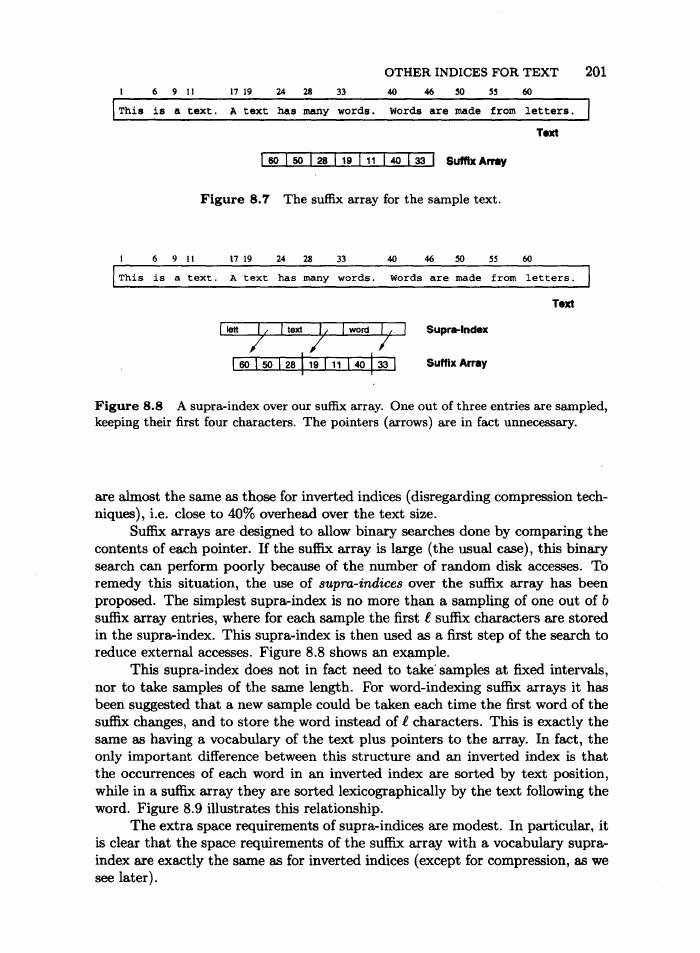 OTHER INDICES FOR TEXT 201
1 6 9 11 17 19 24 28 33 40 46 50 55 60
This is a text. A text has many words. Words are made from letters.
Text
60 50 28 19 11 40 33 Suffix Array
Figure 8.7 The suffix array for the sample text.
1 6 9 11 17 19 24 28 33 40 46 50 55 60
This is a text. A text has many words. Words are made from letters.
Text
lett text word Supra-Index
60 50 28 19 11 40 33 Suffix Array
Figure 8.8 A supra-index over our suffix array. One out of three entries are sampled,
keeping their first four characters. The pointers (arrows) are in fact unnecessary.
are almost the same as those for inverted indices (disregarding compression tech-
niques), i.e. close to 40% overhead over the text size.
Suffix arrays are designed to allow binary searches done by comparing the
contents of each pointer. If the suffix array is large (the usual case), this binary
search can perform poorly because of the number of random disk accesses. To
remedy this situation, the use of supra-indices over the suffix array has been
proposed. The simplest supra-index is no more than a sampling of one out of b
suffix array entries, where for each sample the first ℓ suffix characters are stored
in the supra-index. This supra-index is then used as a first step of the search to
reduce external accesses. Figure 8.8 shows an example.
This supra-index does not in fact need to take samples at fixed intervals,
nor to take samples of the same length. For word-indexing suffix arrays it has
been suggested that a new sample could be taken each time the first word of the
suffix changes, and to store the word instead of ℓ characters. This is exactly the
same as having a vocabulary of the text plus pointers to the array. In fact, the
only important difference between this structure and an inverted index is that
the occurrences of each word in an inverted index are sorted by text position,
while in a suffix array they are sorted lexicographically by the text following the
word. Figure 8.9 illustrates this relationship.
The extra space requirements of supra-indices are modest. In particular, it
is clear that the space requirements of the suffix array with a vocabulary supra-
index are exactly the same as for inverted indices (except for compression, as we
see later).